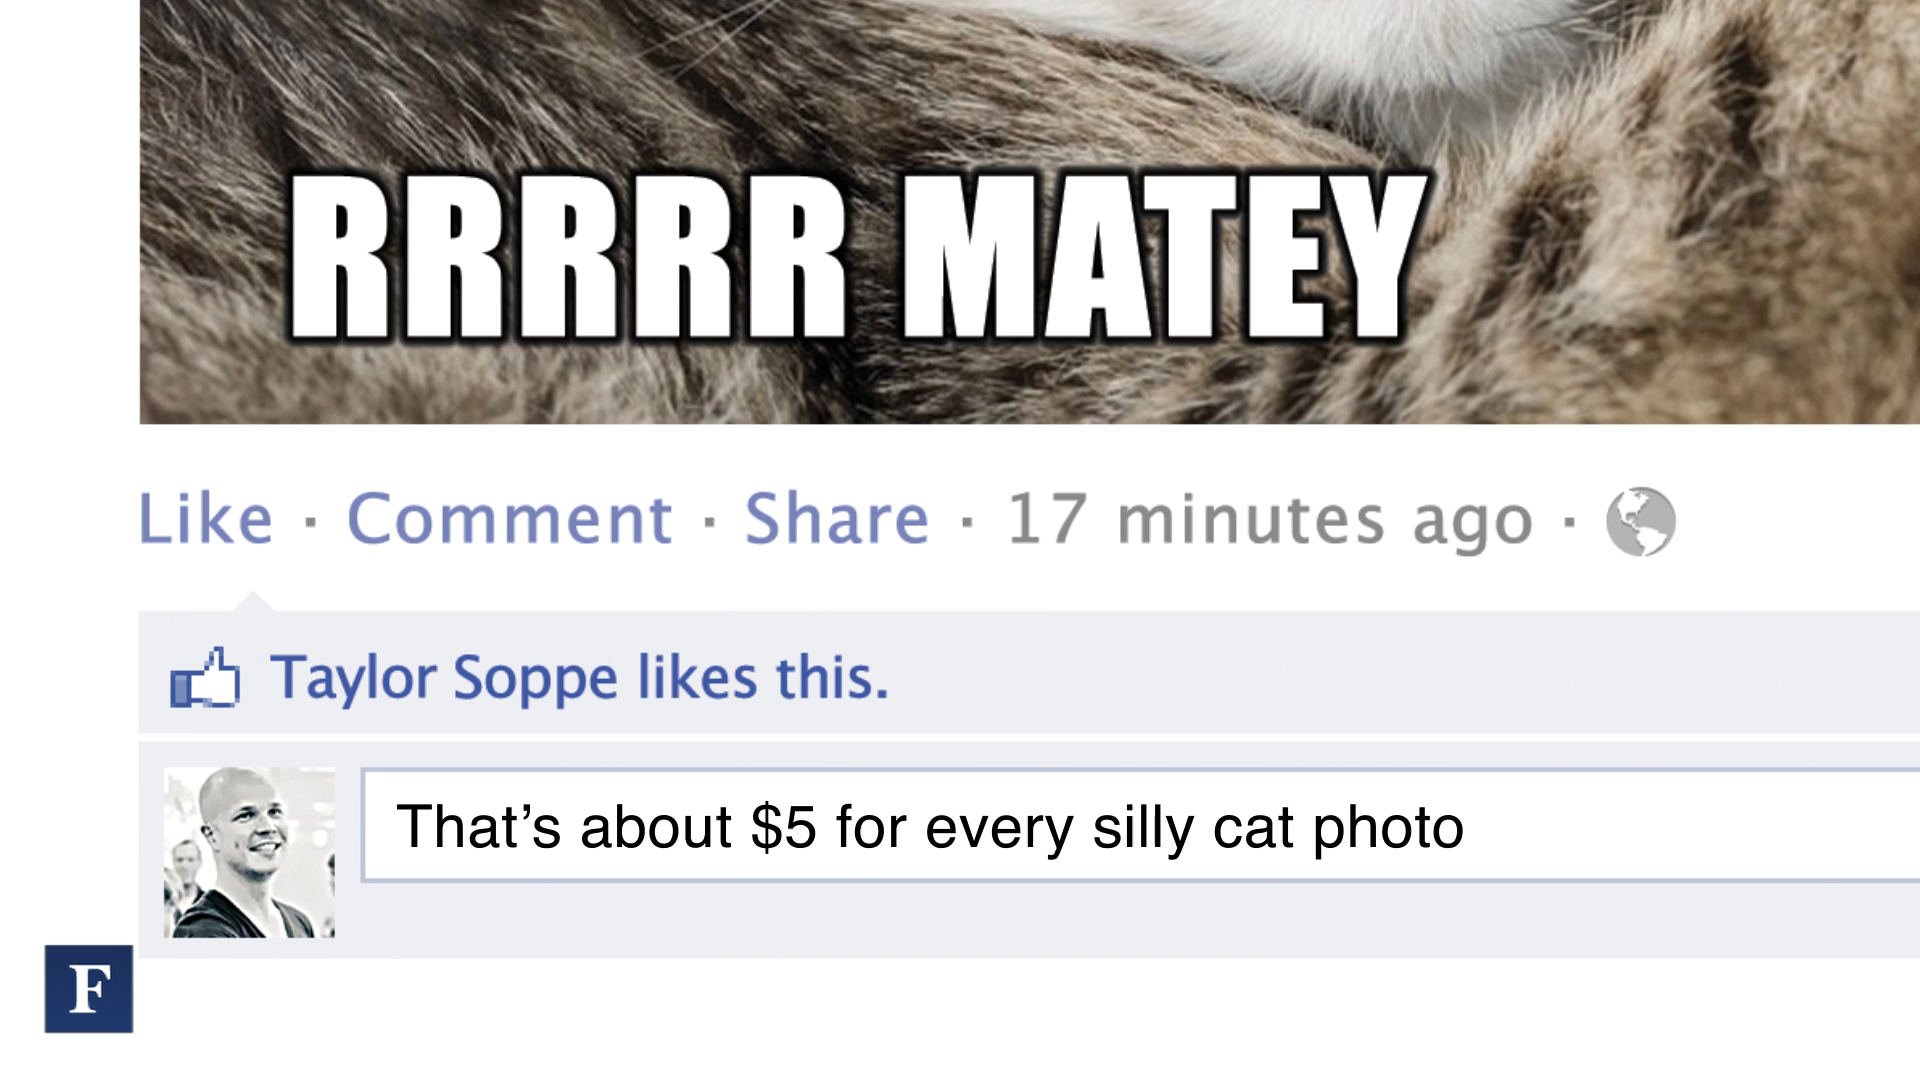 RRRRR MATEY
Like · Comment · Share · 17 minutes ago ·
Taylor Soppe likes this.
That’s about $5 for every silly cat photo
F